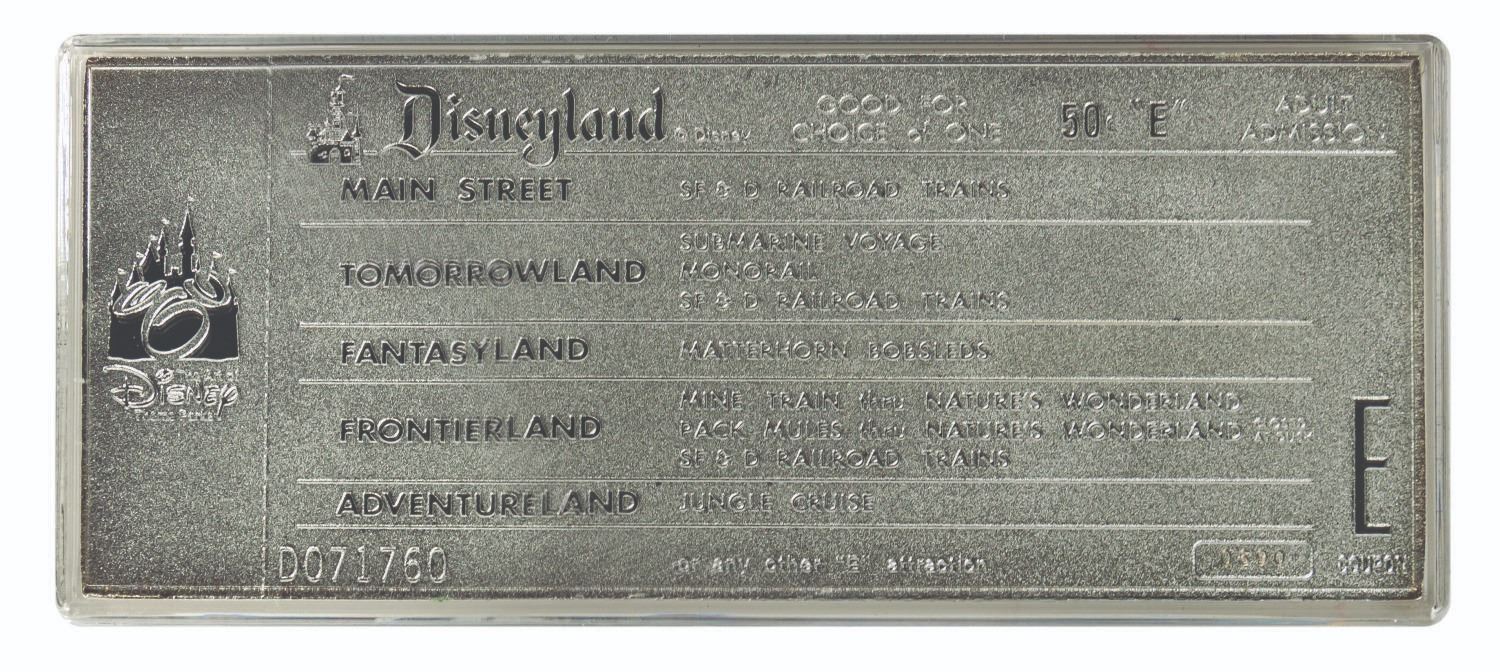 Disneyland © Disney GOOD FOR CHOICE of ONE 50¢ "E" ADULT ADMISSION
MAIN STREET SF & D RAILROAD TRAINS
TOMORROWLAND SUBMARINE VOYAGE
MONORAIL
SF & D RAILROAD TRAINS
FANTASYLAND MATTERHORN BOBSLEDS
FRONTIERLAND MINE TRAIN thru NATURE'S WONDERLAND
PACK MULES thru NATURE'S WONDERLAND
SF & D RAILROAD TRAINS
ADVENTURELAND JUNGLE CRUISE
D071760 or any other "E" attraction
E
COUPON
60
Disney